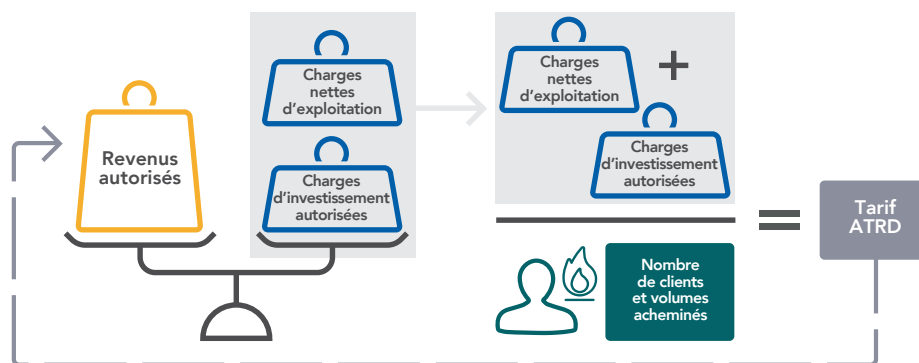 Revenus
autorisés
Charges
nettes
d'exploitation
Charges
d'investissement
autorisées
Charges
nettes
d'exploitation
+
Charges
d'investissement
autorisées
Nombre
de clients
et volumes
acheminés
=
Tarif
ATRD